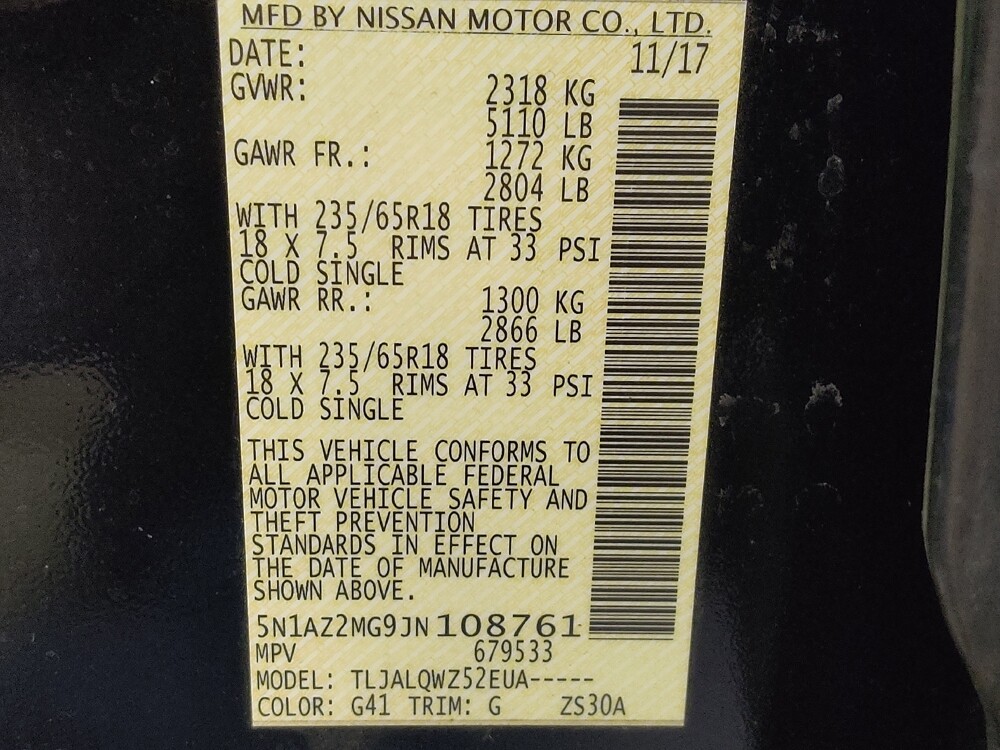 MFD BY NISSAN MOTOR CO., LTD.
DATE: 11/17
GVWR: 2318 KG
5110 LB
GAWR FR.: 1272 KG
2804 LB
WITH 235/65R18 TIRES
18 X 7.5 RIMS AT 33 PSI
COLD SINGLE
GAWR RR.: 1300 KG
2866 LB
WITH 235/65R18 TIRES
18 X 7.5 RIMS AT 33 PSI
COLD SINGLE
THIS VEHICLE CONFORMS TO
ALL APPLICABLE FEDERAL
MOTOR VEHICLE SAFETY AND
THEFT PREVENTION
STANDARDS IN EFFECT ON
THE DATE OF MANUFACTURE
SHOWN ABOVE.
5N1AZ2MG9JN108761
MPV 679533
MODEL: TLJALQWZ52EUA-----
COLOR: G41 TRIM: G ZS30A